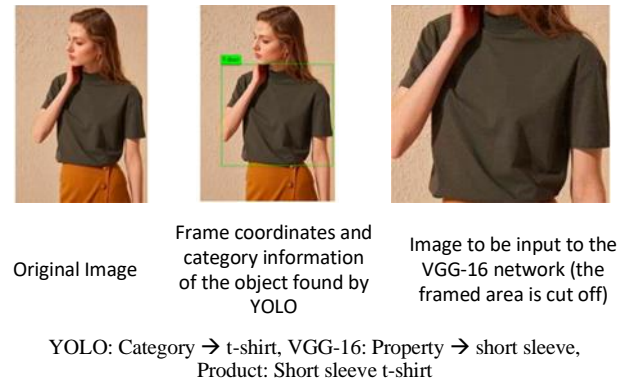 T-Shirt
Original Image
Frame coordinates and
category information
of the object found by
YOLO
Image to be input to the
VGG-16 network (the
framed area is cut off)
YOLO: Category → t-shirt, VGG-16: Property → short sleeve,
Product: Short sleeve t-shirt